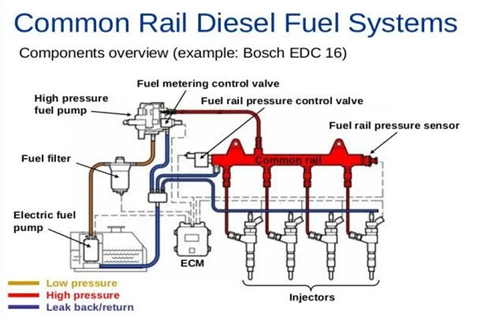 Common Rail Diesel Fuel Systems
Components overview (example: Bosch EDC 16)
Fuel metering control valve
High pressure
fuel pump
Fuel rail pressure control valve
Fuel rail pressure sensor
Common rail
Fuel filter
Electric fuel
pump
ECM
Injectors
Low pressure
High pressure
Leak back/return